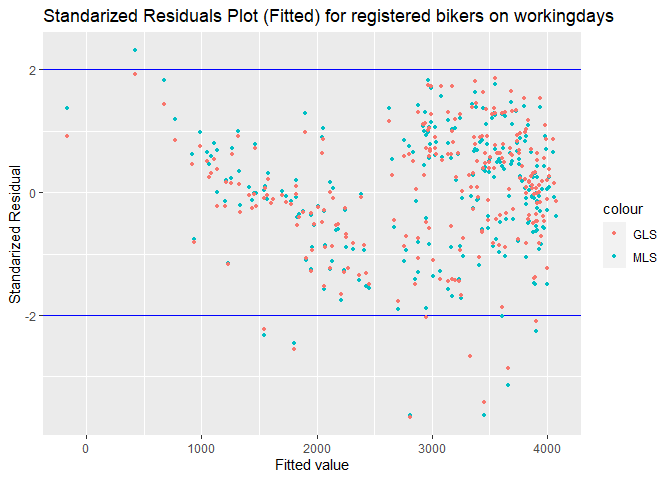 Standarized Residuals Plot (Fitted) for registered bikers on workingdays
2
0
-2
Standarized Residual
0
1000
2000
3000
4000
Fitted value
colour
GLS
MLS